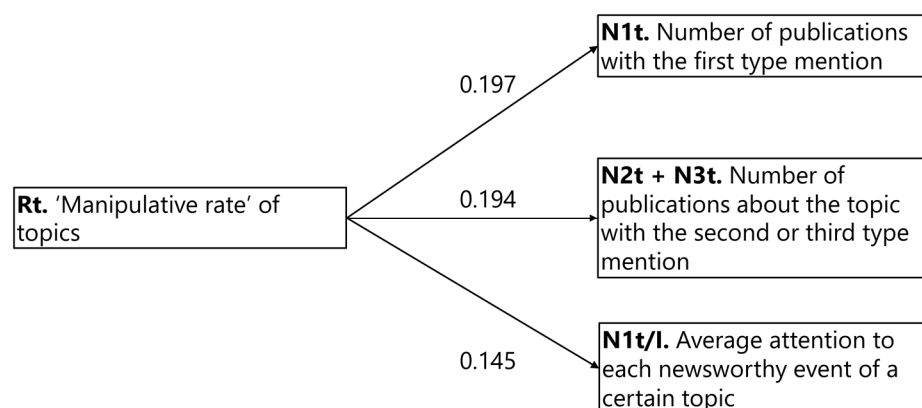 N1t. Number of publications
with the first type mention
0.197
Rt. ‘Manipulative rate’ of
topics
0.194
N2t + N3t. Number of
publications about the topic
with the second or third type
mention
0.145
N1t/I. Average attention to
each newsworthy event of a
certain topic